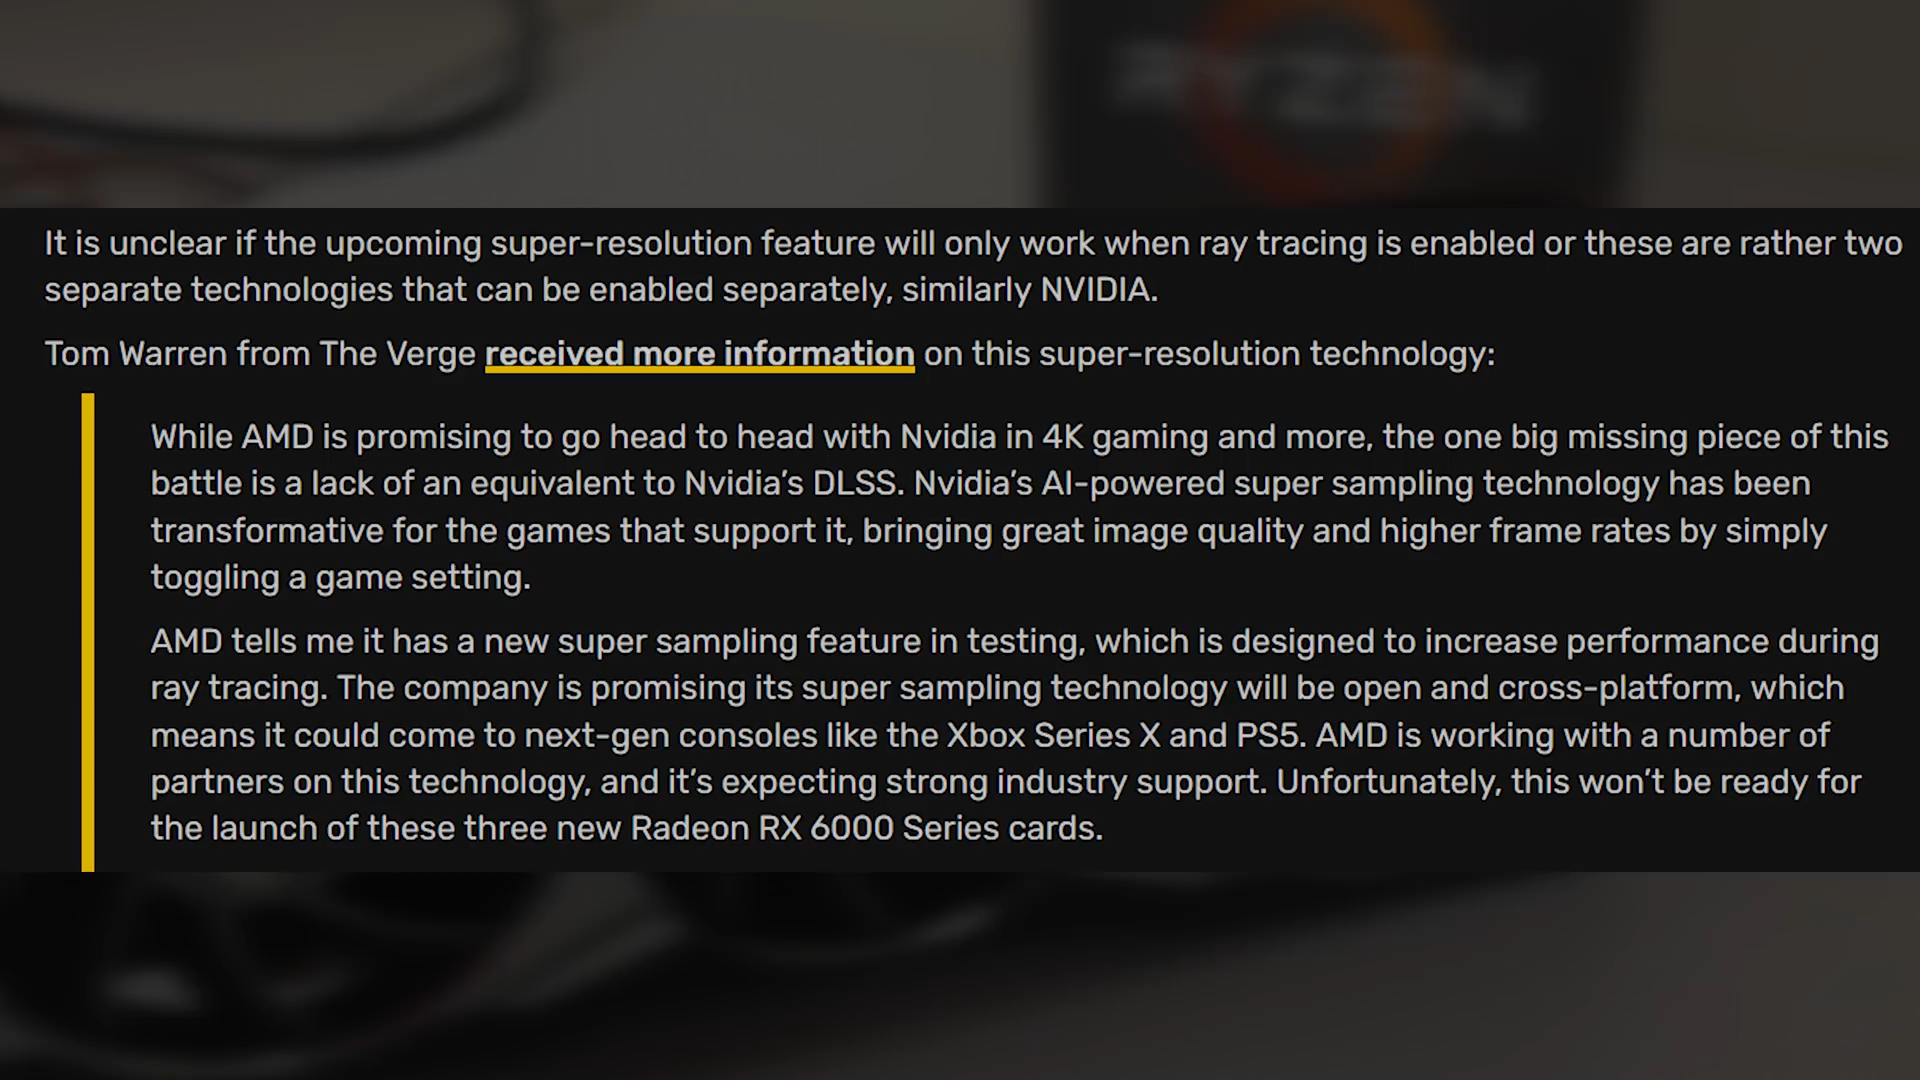 RYZEN
It is unclear if the upcoming super-resolution feature will only work when ray tracing is enabled or these are rather two
separate technologies that can be enabled separately, similarly NVIDIA.
Tom Warren from The Verge received more information on this super-resolution technology:
While AMD is promising to go head to head with Nvidia in 4K gaming and more, the one big missing piece of this
battle is a lack of an equivalent to Nvidia’s DLSS. Nvidia’s AI-powered super sampling technology has been
transformative for the games that support it, bringing great image quality and higher frame rates by simply
toggling a game setting.
AMD tells me it has a new super sampling feature in testing, which is designed to increase performance during
ray tracing. The company is promising its super sampling technology will be open and cross-platform, which
means it could come to next-gen consoles like the Xbox Series X and PS5. AMD is working with a number of
partners on this technology, and it’s expecting strong industry support. Unfortunately, this won’t be ready for
the launch of these three new Radeon RX 6000 Series cards.